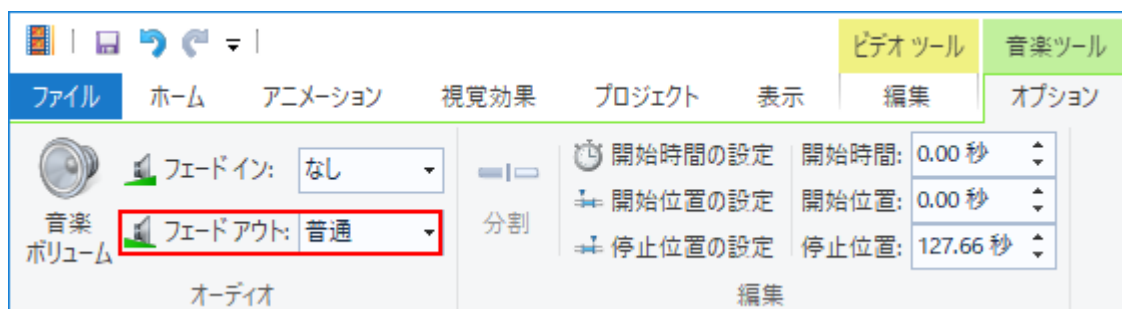 ビデオ ツール 音楽ツール
ファイル ホーム アニメーション 視覚効果 プロジェクト 表示 編集 オプション
フェード イン: なし 開始時間の設定 開始時間: 0.00 秒
音楽 フェード アウト: 普通 分割 開始位置の設定 開始位置: 0.00 秒
ボリューム 停止位置の設定 停止位置: 127.66 秒
オーディオ 編集